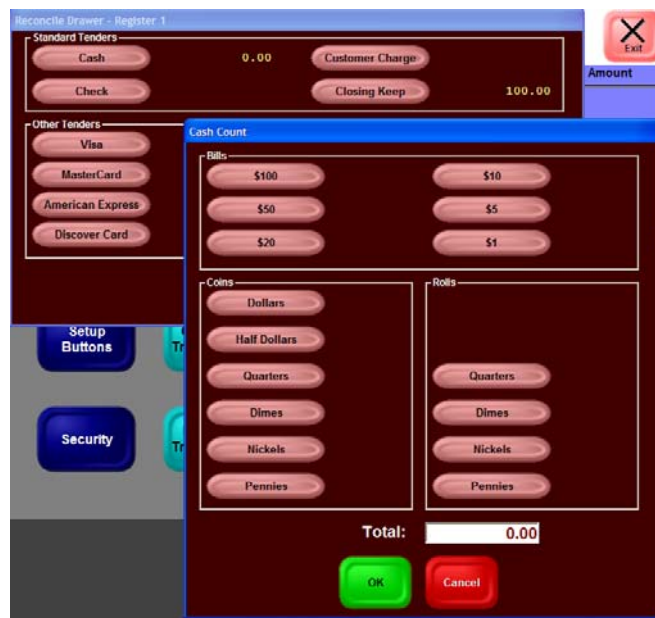 Reconcile Drawer - Register 1
Exit
Standard Tenders
Cash 0.00 Customer Charge
Amount
Check Closing Keep 100.00
Other Tenders
Cash Count
Visa
MasterCard
American Express
Discover Card
Bills
$100 $10
$50 $5
$20 $1
Coins Rolls
Dollars
Half Dollars
Quarters Quarters
Dimes Dimes
Nickels Nickels
Pennies Pennies
Setup
Buttons
Security
Total: 0.00
OK Cancel